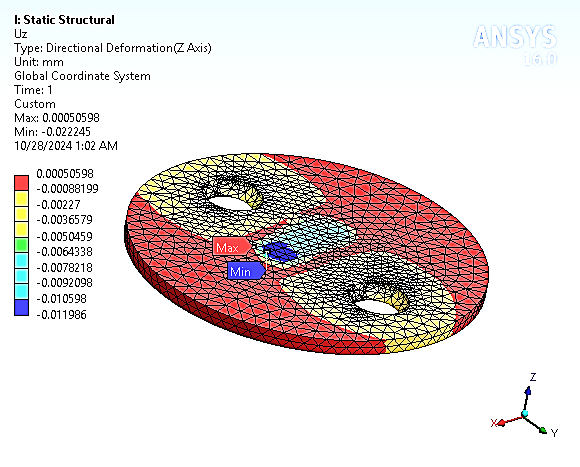 I: Static Structural
Uz
Type: Directional Deformation(Z Axis)
Unit: mm
Global Coordinate System
Time: 1
Custom
Max: 0.00050598
Min: -0.022245
10/28/2024 1:02 AM
ANSYS
16.0
0.00050598
-0.00088199
-0.00227
-0.0036579
-0.0050459
-0.0064338
-0.0078218
-0.0092098
-0.010598
-0.011986
Max
Min
Z
X
Y